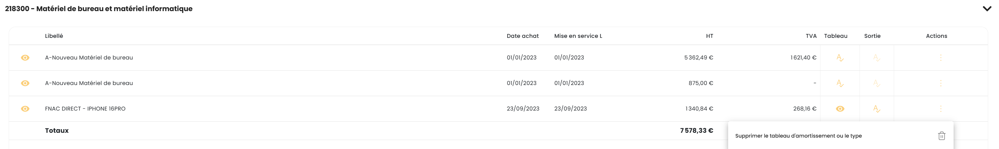 218300 - Matériel de bureau et matériel informatique
Libellé Date achat Mise en service L HT TVA Tableau Sortie Actions
A-Nouveau Matériel de bureau 01/01/2023 01/01/2023 5 362,49 € 1 621,40 €
A-Nouveau Matériel de bureau 01/01/2023 01/01/2023 875,00 € -
FNAC DIRECT - IPHONE 16PRO 23/09/2023 23/09/2023 1 340,84 € 268,16 €
Totaux 7 578,33 €
Supprimer le tableau d'amortissement ou le type